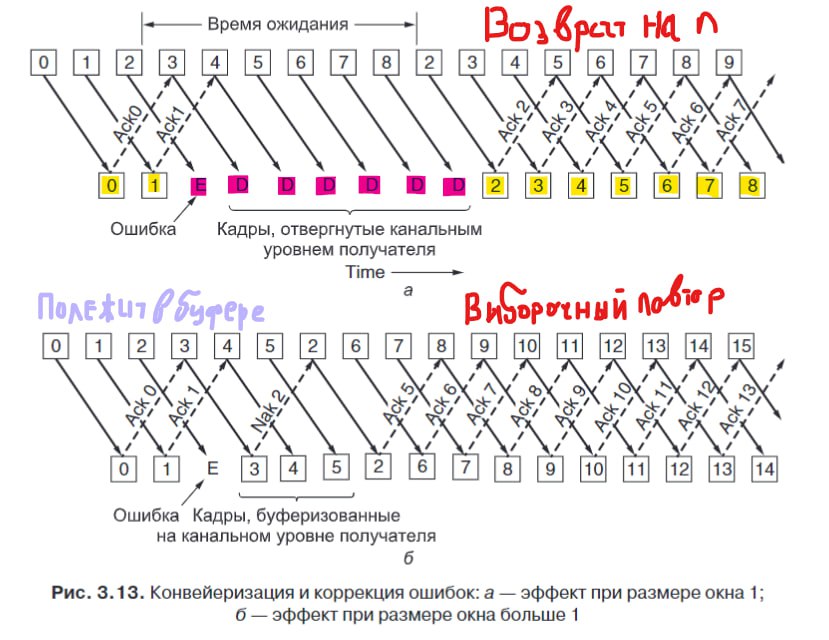 Время ожидания
Возврат на n
0 1 2 3 4 5 6 7 8 2 3 4 5 6 7 8 9
Ack0 Ack1 Ack 2 Ack 3 Ack 4 Ack 5 Ack 6 Ack 7
0 1 E D D D D D D 2 3 4 5 6 7 8
Ошибка Кадры, отвергнутые канальным
уровнем получателя
Time
а
Полежит в буфере
Выборочный повтор
0 1 2 3 4 5 2 6 7 8 9 10 11 12 13 14 15
Ack 0 Ack 1 Nak 2 Ack 5 Ack 6 Ack 7 Ack 8 Ack 9 Ack 10 Ack 11 Ack 12 Ack 13
0 1 E 3 4 5 2 6 7 8 9 10 11 12 13 14
Ошибка Кадры, буферизованные
на канальном уровне получателя
б
Рис. 3.13. Конвейеризация и коррекция ошибок: а — эффект при размере окна 1;
б — эффект при размере окна больше 1